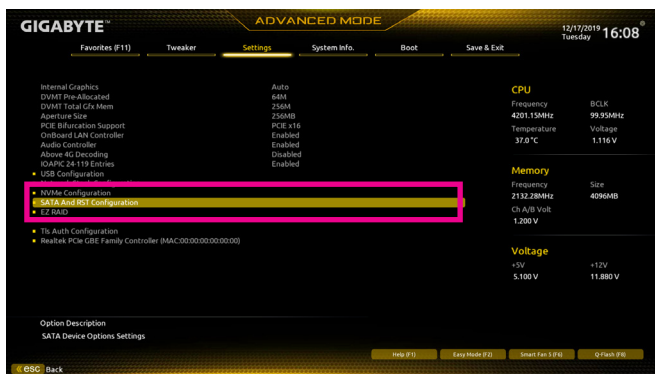 GIGABYTE™
ADVANCED MODE
12/17/2019 Tuesday 16:08
Favorites (F11) Tweaker Settings System Info. Boot Save & Exit
Internal Graphics Auto
DVMT Pre-Allocated 64M
DVMT Total Gfx Mem 256M
Aperture Size 256MB
PCIE Bifurcation Support PCIE x16
OnBoard LAN Controller Enabled
Audio Controller Enabled
Above 4G Decoding Disabled
IOAPIC 24-119 Entries Enabled
USB Configuration
NVMe Configuration
SATA And RST Configuration
EZ RAID
Tls Auth Configuration
Realtek PCIe GBE Family Controller (MAC:00:00:00:00:00:00)
CPU
Frequency BCLK
4201.15MHz 99.95MHz
Temperature Voltage
37.0 °C 1.116 V
Memory
Frequency Size
2132.28MHz 4096MB
Ch A/B Volt
1.200 V
Voltage
+5V +12V
5.100 V 11.880 V
Option Description
SATA Device Options Settings
Help (F1) Easy Mode (F2) Smart Fan 5 (F6) Q-Flash (F8)
esc Back